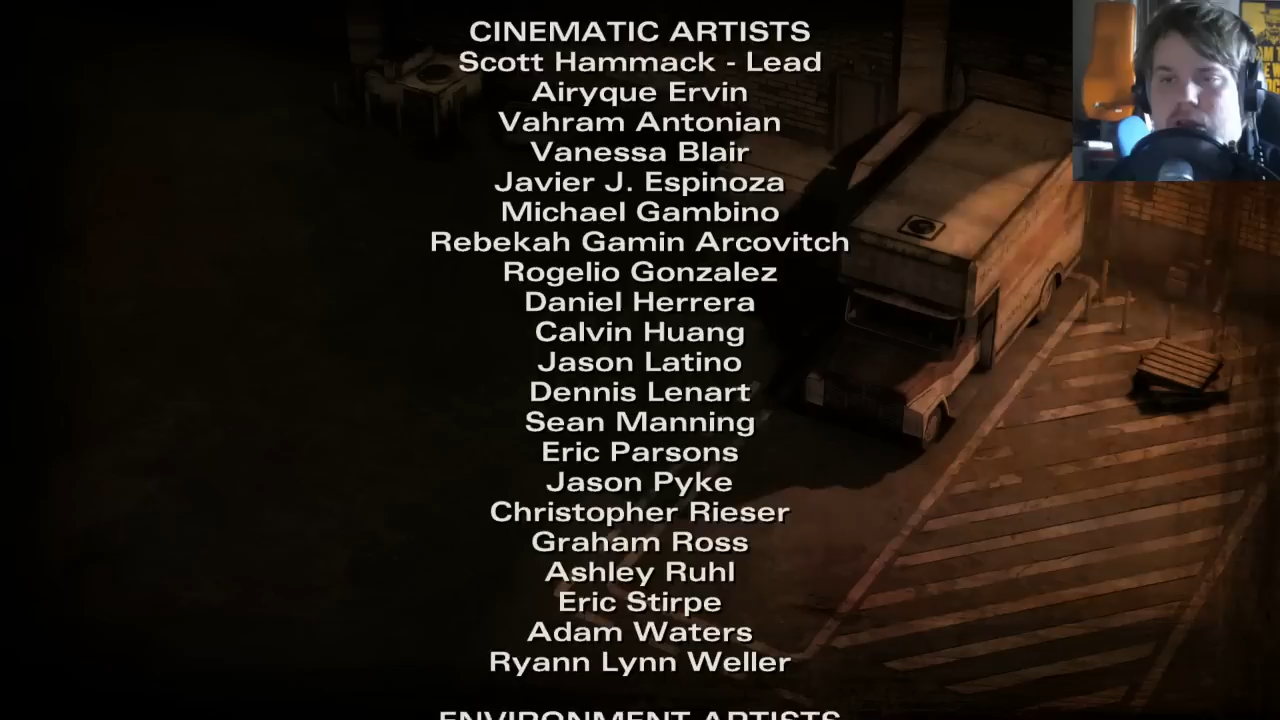 CINEMATIC ARTISTS
Scott Hammack - Lead
Airyque Ervin
Vahram Antonian
Vanessa Blair
Javier J. Espinoza
Michael Gambino
Rebekah Gamin Arcovitch
Rogelio Gonzalez
Daniel Herrera
Calvin Huang
Jason Latino
Dennis Lenart
Sean Manning
Eric Parsons
Jason Pyke
Christopher Rieser
Graham Ross
Ashley Ruhl
Eric Stirpe
Adam Waters
Ryann Lynn Weller
ENVIRONMENT ARTISTS